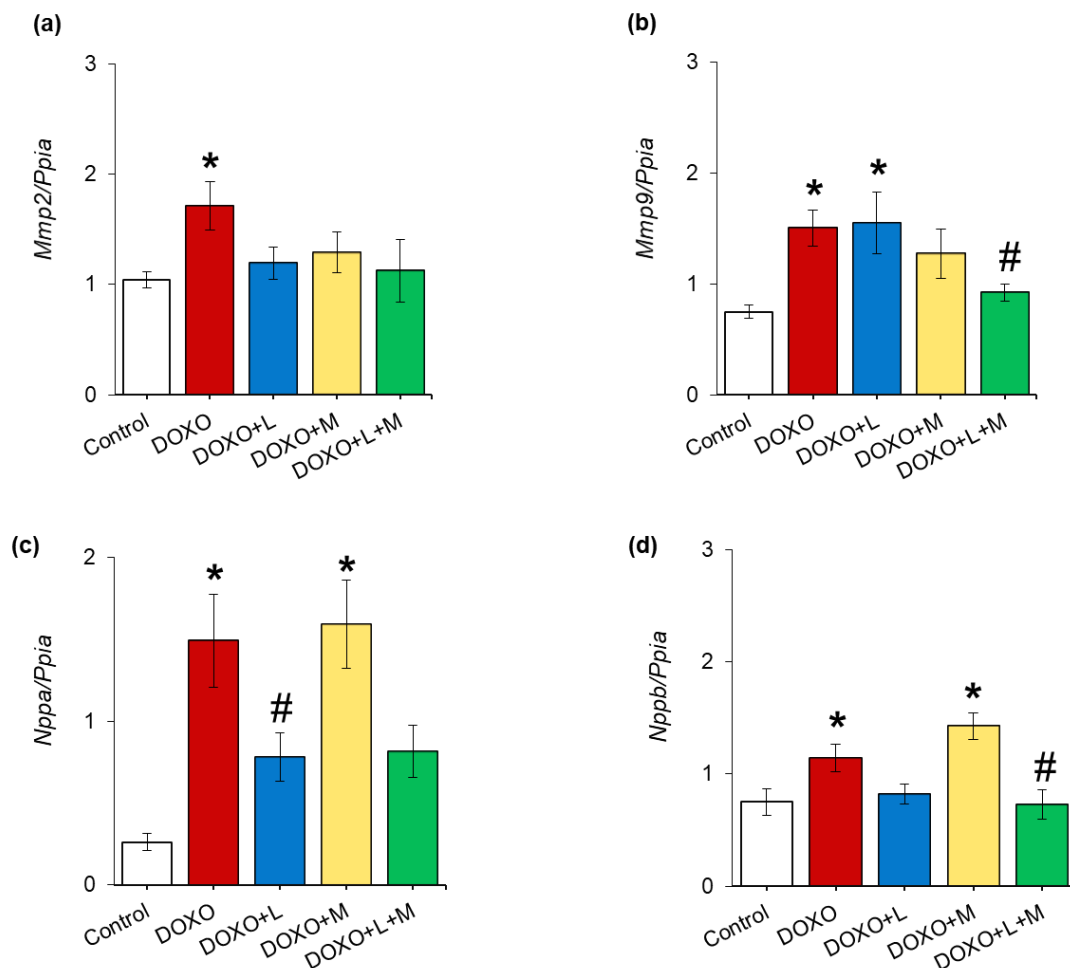 (a)
Mmp2/Ppia
3
2
1
0
*
Control
DOXO
DOXO+L
DOXO+M
DOXO+L+M
(b)
Mmp9/Ppia
3
2
1
0
*
*
#
Control
DOXO
DOXO+L
DOXO+M
DOXO+L+M
(c)
Nppa/Ppia
2
1
0
*
#
*
Control
DOXO
DOXO+L
DOXO+M
DOXO+L+M
(d)
Nppb/Ppia
3
2
1
0
*
*
#
Control
DOXO
DOXO+L
DOXO+M
DOXO+L+M